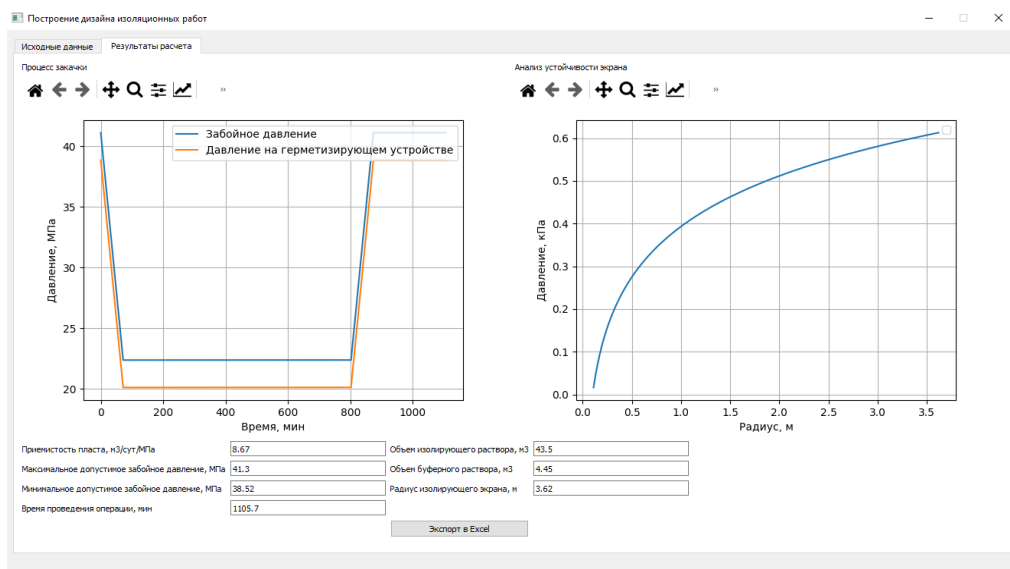 Построение дизайна изоляционных работ
Исходные данные
Результаты расчета
Процесс закачки
Анализ устойчивости экрана
»
»
Забойное давление
Давление на герметизирующем устройстве
40
35
30
25
20
Давление, МПа
0
200
400
600
800
1000
Время, мин
0.6
0.5
0.4
0.3
0.2
0.1
0.0
Давление, кПа
0.0
0.5
1.0
1.5
2.0
2.5
3.0
3.5
Радиус, м
Приемистость пласта, м3/сут/МПа 8.67
Объем изолирующего раствора, м3 43.5
Максимальное допустимое забойное давление, МПа 41.3
Объем буферного раствора, м3 4.45
Минимальное допустимое забойное давление, МПа 38.52
Радиус изолирующего экрана, м 3.62
Время проведения операции, мин 1105.7
Экспорт в Excel